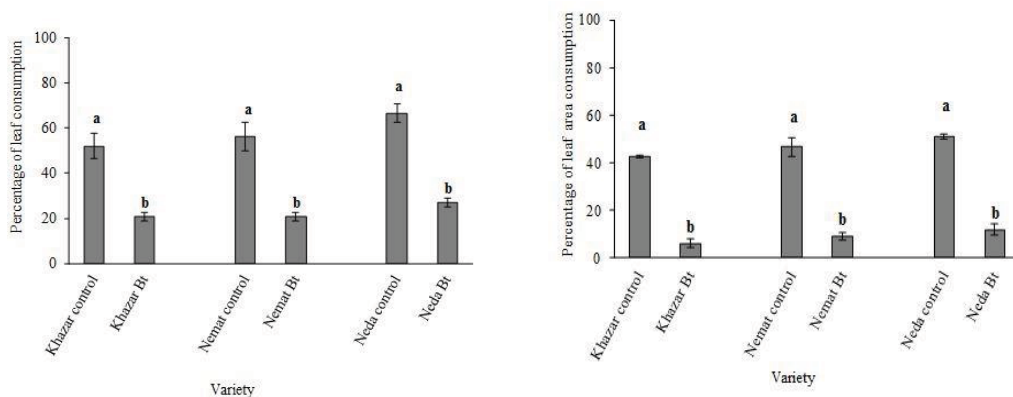 Percentage of leaf consumption
100
80
60
40
20
0
a
b
a
b
a
b
Khazar control
Khazar Bt
Nemat control
Nemat Bt
Neda control
Neda Bt
Variety
Percentage of leaf area consumption
100
80
60
40
20
0
a
b
a
b
a
b
Khazar control
Khazar Bt
Nemat control
Nemat Bt
Neda control
Neda Bt
Variety